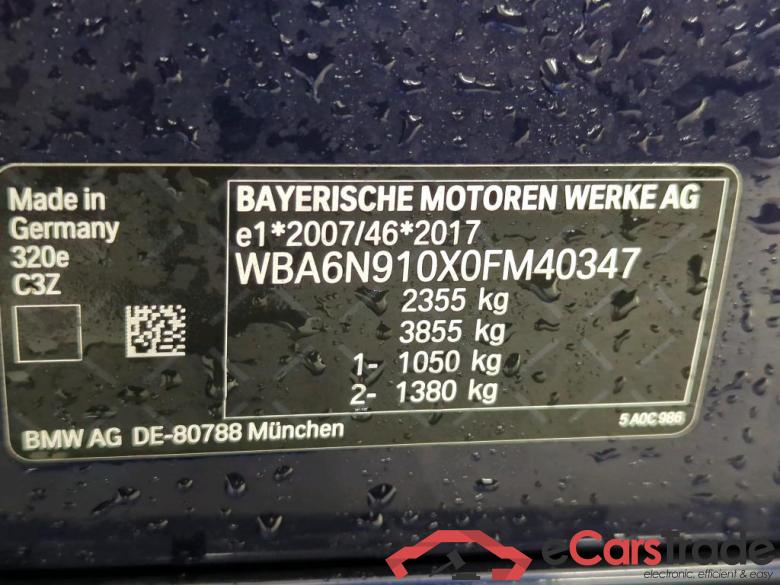 Made in
Germany
320e
C3Z
BAYERISCHE MOTOREN WERKE AG
e1*2007/46*2017
WBA6N910X0FM40347
2355 kg
3855 kg
1- 1050 kg
2- 1380 kg
5 A0C 986
BMW AG DE-80788 München
eCarstrade
electronic, efficient & easy